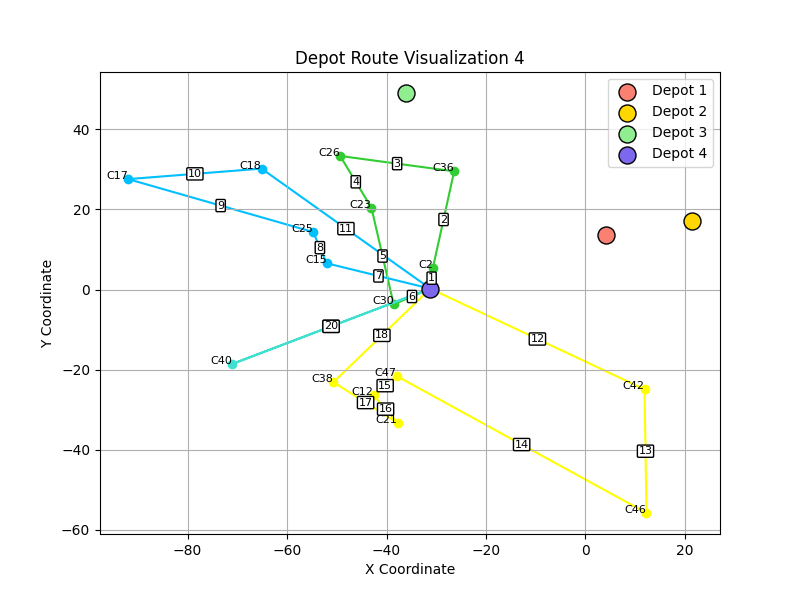 Depot Route Visualization 4
Depot 1
Depot 2
Depot 3
Depot 4
Y Coordinate
40
20
0
−20
−40
−60
−80
−60
−40
−20
0
20
X Coordinate
C26
C36
C18
C17
C23
C25
C15
C2
C30
C40
C38
C47
C12
C21
C42
C46
1
2
3
4
5
6
7
8
9
10
11
12
13
14
15
16
17
18
20